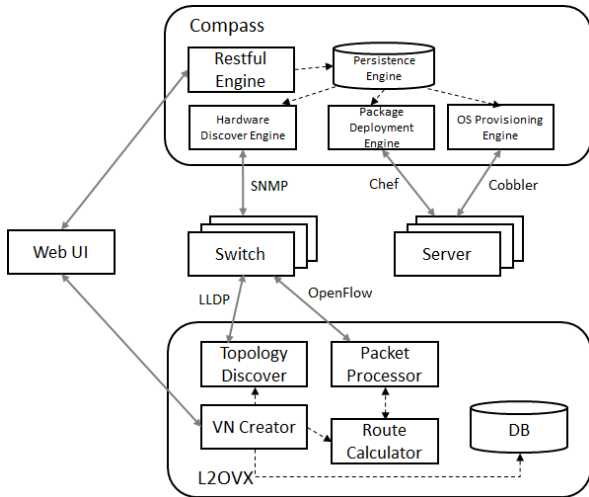 Compass
Restful
Engine
Persistence
Engine
Hardware
Discover Engine
Package
Deployment
Engine
OS Provisioning
Engine
SNMP
Chef
Cobbler
Web UI
Switch
Server
LLDP
OpenFlow
Topology
Discover
Packet
Processor
VN Creator
Route
Calculator
DB
L2OVX